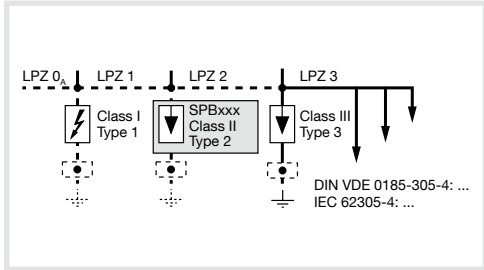 LPZ 0A LPZ 1 LPZ 2 LPZ 3
Class I
Type 1
SPBxxx
Class II
Type 2
Class III
Type 3
DIN VDE 0185-305-4: ...
IEC 62305-4: ...